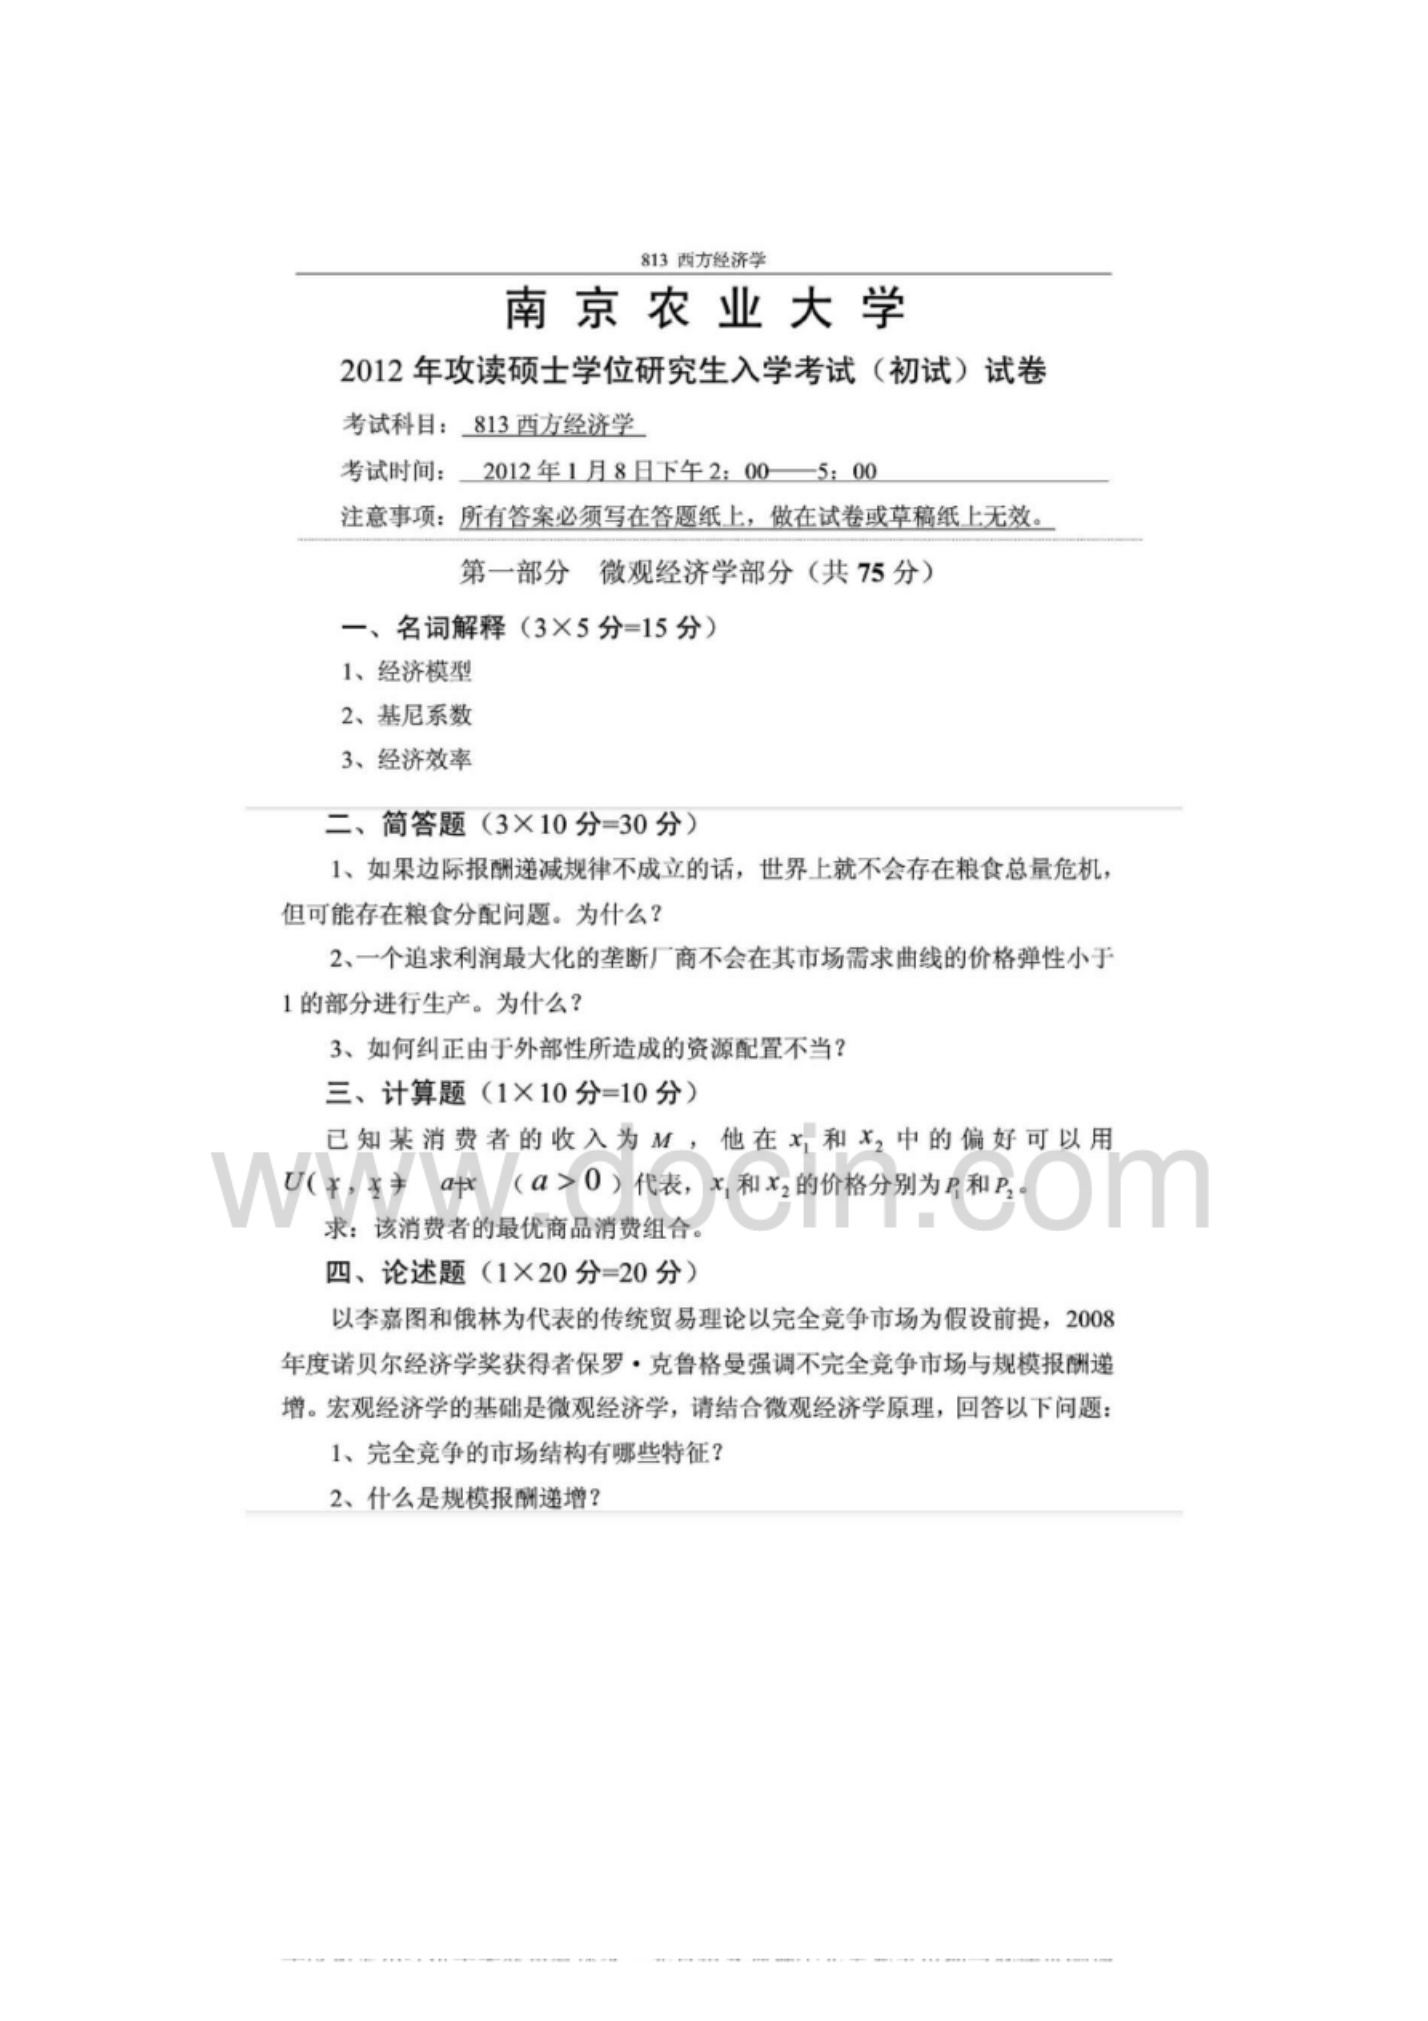 813 西方经济学
南京农业大学
2012 年攻读硕士学位研究生入学考试（初试）试卷
考试科目： 813 西方经济学
考试时间： 2012 年 1 月 8 日下午 2：00——5：00
注意事项：所有答案必须写在答题纸上，做在试卷或草稿纸上无效。
第一部分 微观经济学部分（共 75 分）
一、名词解释（3×5 分=15 分）
1、经济模型
2、基尼系数
3、经济效率
二、简答题（3×10 分=30 分）
1、如果边际报酬递减规律不成立的话，世界上就不会存在粮食总量危机，
但可能存在粮食分配问题。为什么？
2、一个追求利润最大化的垄断厂商不会在其市场需求曲线的价格弹性小于
1 的部分进行生产。为什么？
3、如何纠正由于外部性所造成的资源配置不当？
三、计算题（1×10 分=10 分）
已知某消费者的收入为 M ，他在 x₁ 和 x₂ 中的偏好可以用
U( x₁ , x₂ = a+x （ a > 0 ）代表，x₁ 和 x₂ 的价格分别为 P₁ 和 P₂ 。
求：该消费者的最优商品消费组合。
www.docin.com
四、论述题（1×20 分=20 分）
以李嘉图和俄林为代表的传统贸易理论以完全竞争市场为假设前提，2008
年度诺贝尔经济学奖获得者保罗·克鲁格曼强调不完全竞争市场与规模报酬递
增。宏观经济学的基础是微观经济学，请结合微观经济学原理，回答以下问题：
1、完全竞争的市场结构有哪些特征？
2、什么是规模报酬递增？